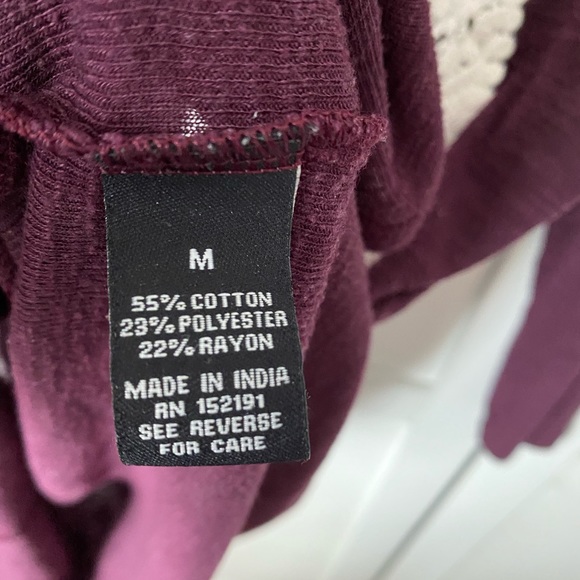 M
55% COTTON
23% POLYESTER
22% RAYON
MADE IN INDIA
RN 152191
SEE REVERSE
FOR CARE